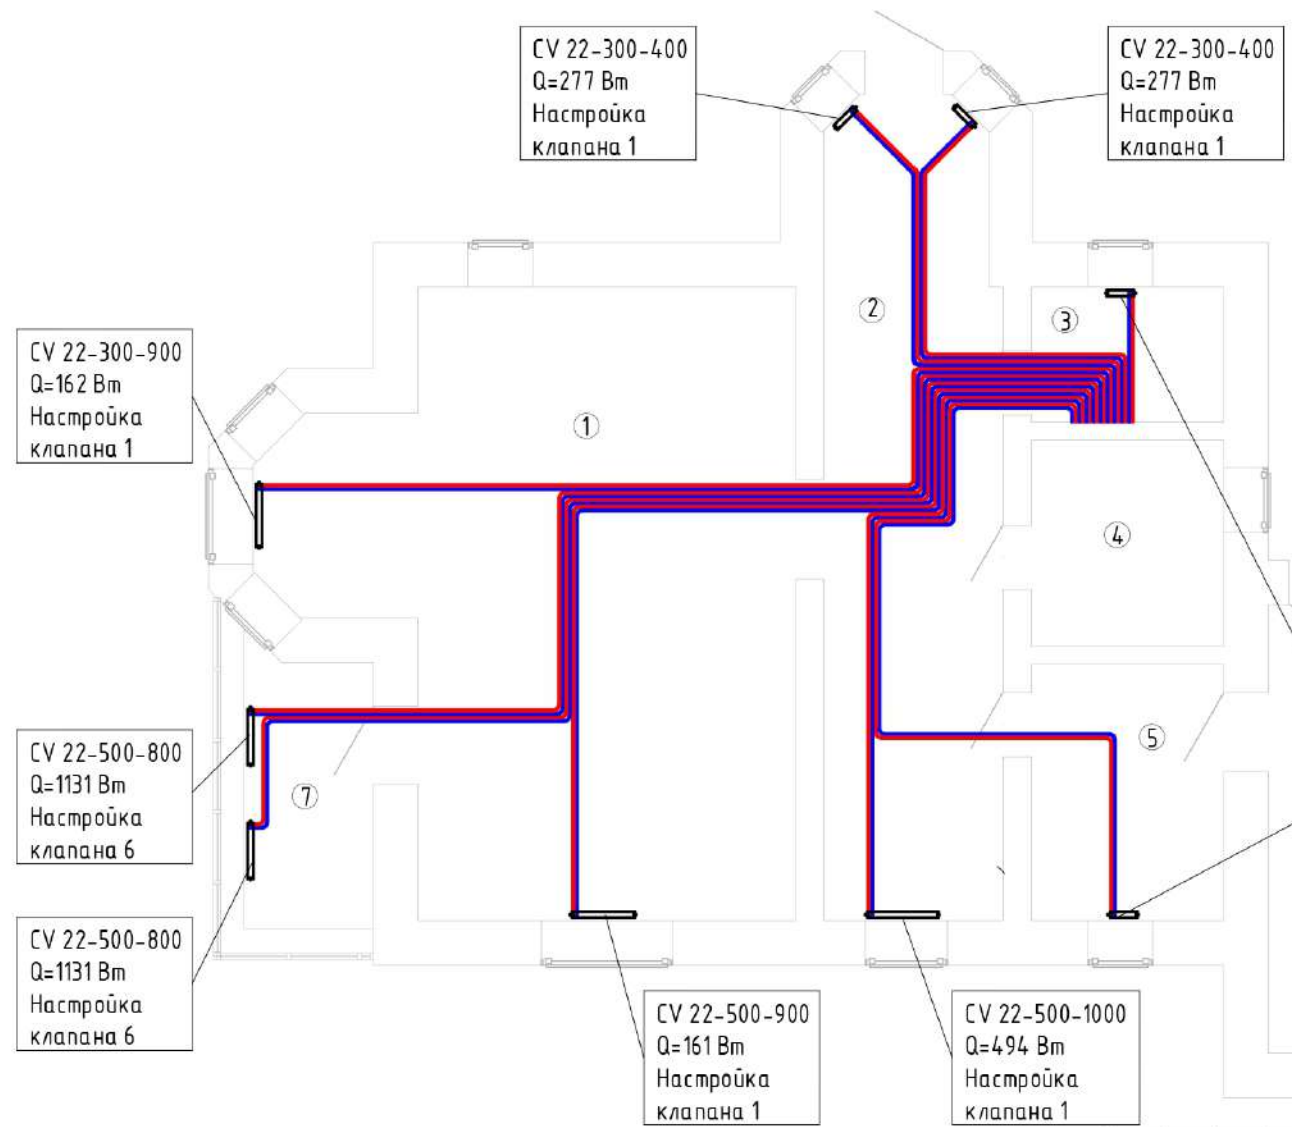 CV 22-300-400
Q=277 Вт
Настройка
клапана 1
CV 22-300-400
Q=277 Вт
Настройка
клапана 1
2
3
CV 22-300-900
Q=162 Вт
Настройка
клапана 1
1
4
5
CV 22-500-800
Q=1131 Вт
Настройка
клапана 6
7
CV 22-500-800
Q=1131 Вт
Настройка
клапана 6
CV 22-500-900
Q=161 Вт
Настройка
клапана 1
CV 22-500-1000
Q=494 Вт
Настройка
клапана 1